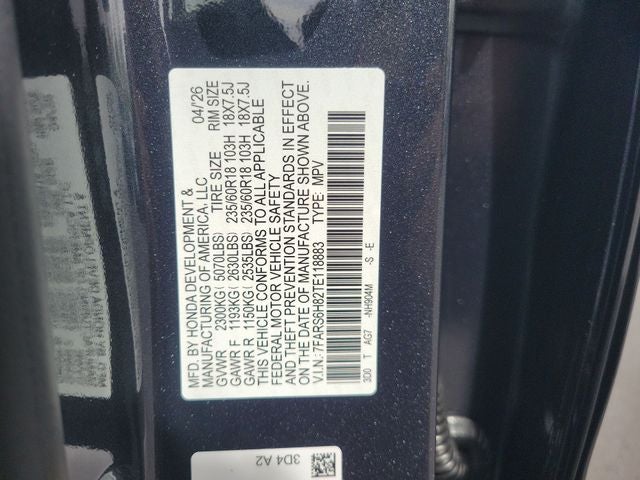 MFD. BY HONDA DEVELOPMENT & 04/'26
MANUFACTURING OF AMERICA, LLC
GVWR 2300KG( 5070LBS) TIRE SIZE RIM SIZE
GAWR F 1193KG( 2630LBS) 235/60R18 103H 18X7.5J
GAWR R 1150KG( 2535LBS) 235/60R18 103H 18X7.5J
THIS VEHICLE CONFORMS TO ALL APPLICABLE
FEDERAL MOTOR VEHICLE SAFETY
AND THEFT PREVENTION STANDARDS IN EFFECT
ON THE DATE OF MANUFACTURE SHOWN ABOVE.
V.I.N.: 7FARS6H82TE118883 TYPE: MPV
3D0 T AG7 -NH904M -S -E
3D4 A2